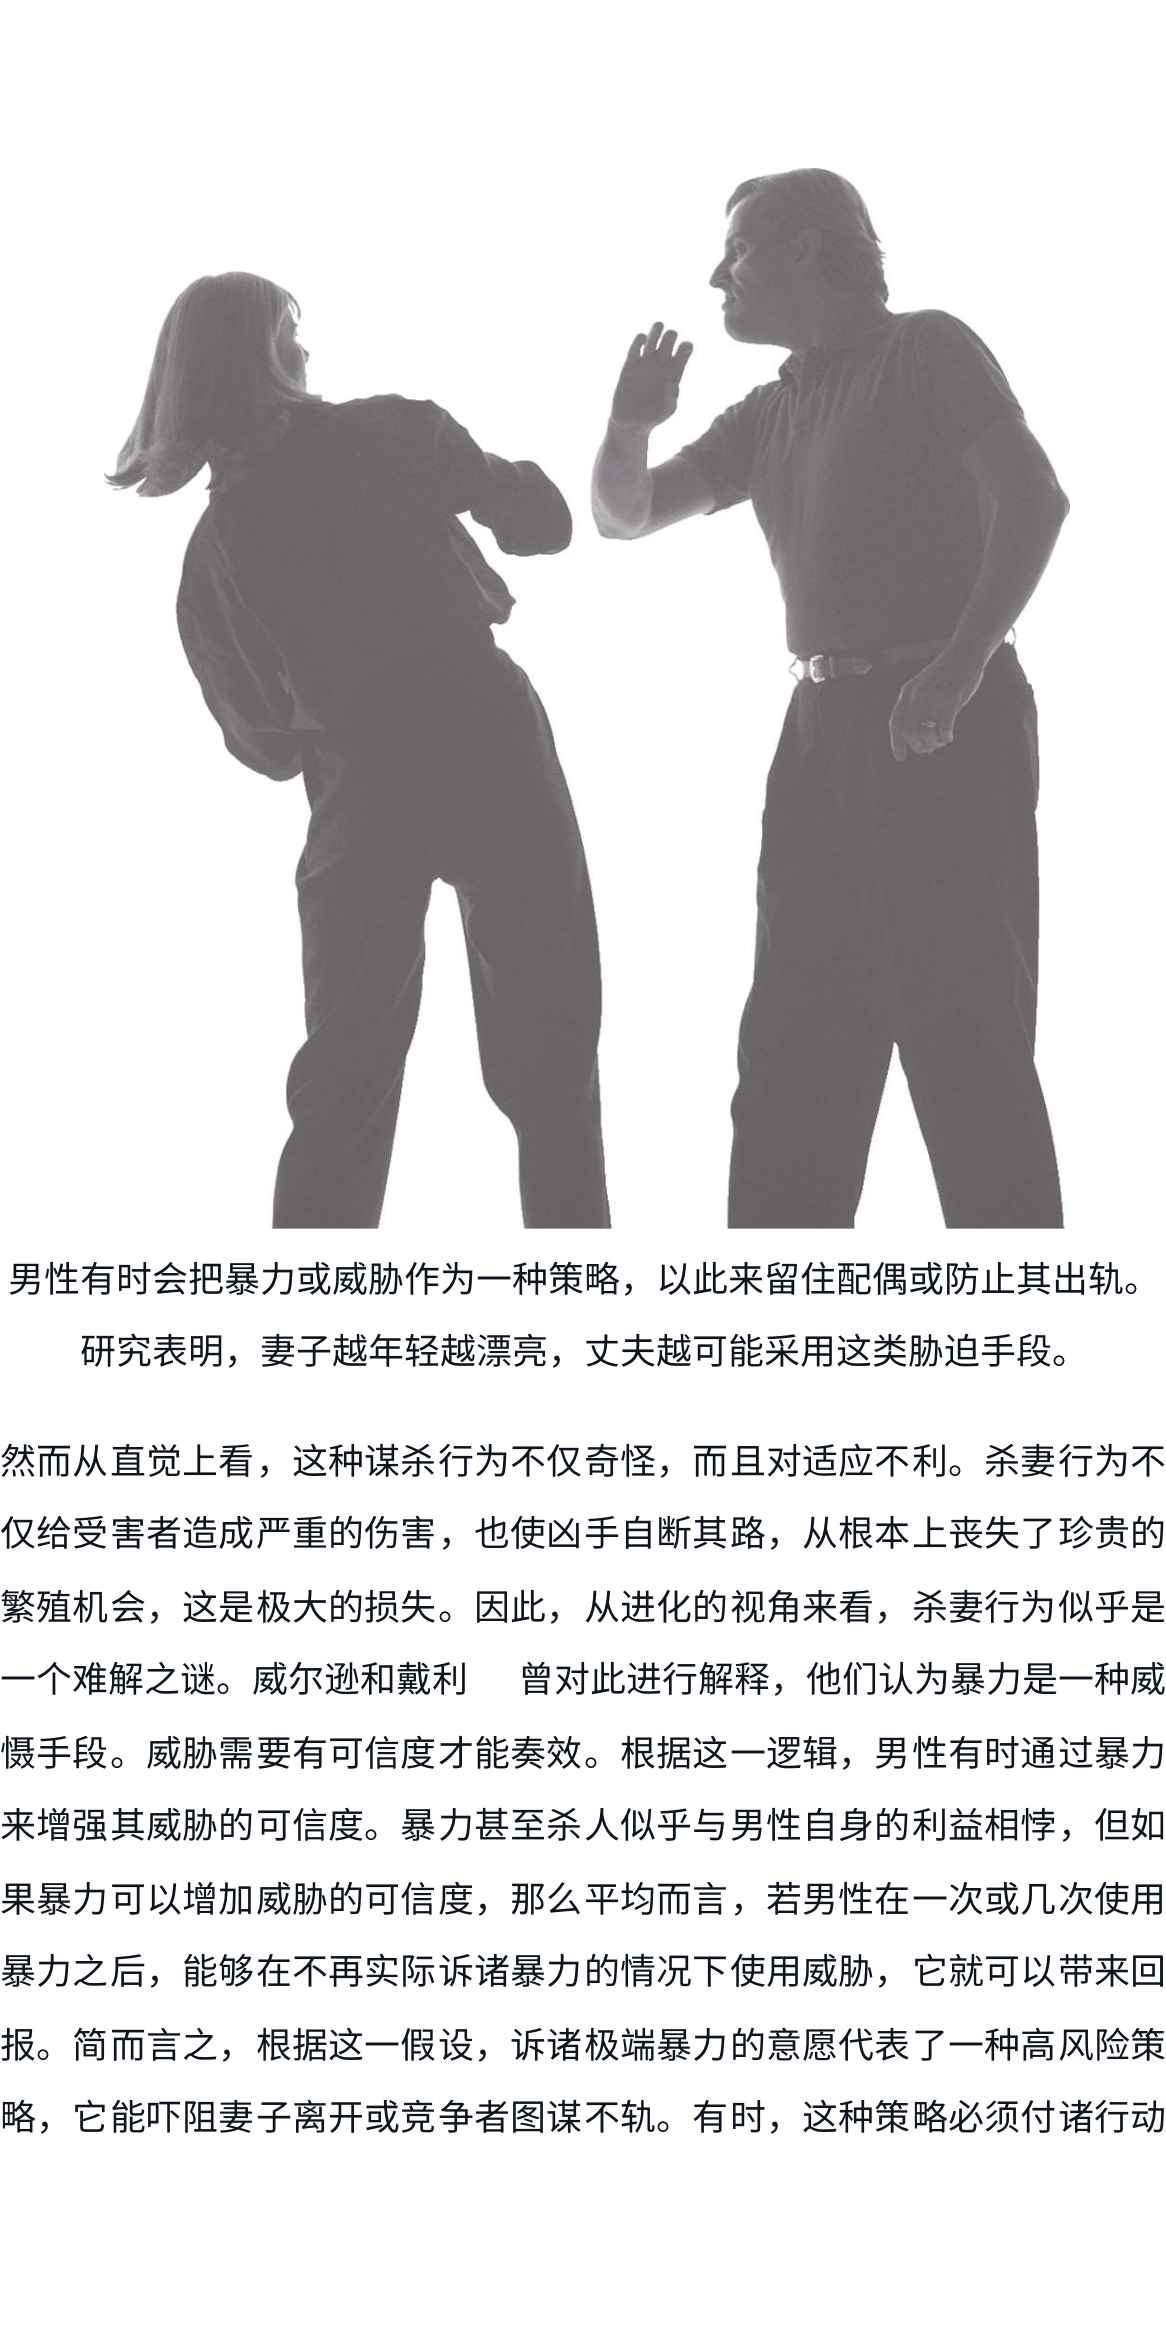 男性有时会把暴力或威胁作为一种策略，以此来留住配偶或防止其出轨。
研究表明，妻子越年轻越漂亮，丈夫越可能采用这类胁迫手段。
然而从直觉上看，这种谋杀行为不仅奇怪，而且对适应不利。杀妻行为不
仅给受害者造成严重的伤害，也使凶手自断其路，从根本上丧失了珍贵的
繁殖机会，这是极大的损失。因此，从进化的视角来看，杀妻行为似乎是
一个难解之谜。威尔逊和戴利 曾对此进行解释，他们认为暴力是一种威
慑手段。威胁需要有可信度才能奏效。根据这一逻辑，男性有时通过暴力
来增强其威胁的可信度。暴力甚至杀人似乎与男性自身的利益相悖，但如
果暴力可以增加威胁的可信度，那么平均而言，若男性在一次或几次使用
暴力之后，能够在不再实际诉诸暴力的情况下使用威胁，它就可以带来回
报。简而言之，根据这一假设，诉诸极端暴力的意愿代表了一种高风险策
略，它能吓阻妻子离开或竞争者图谋不轨。有时，这种策略必须付诸行动